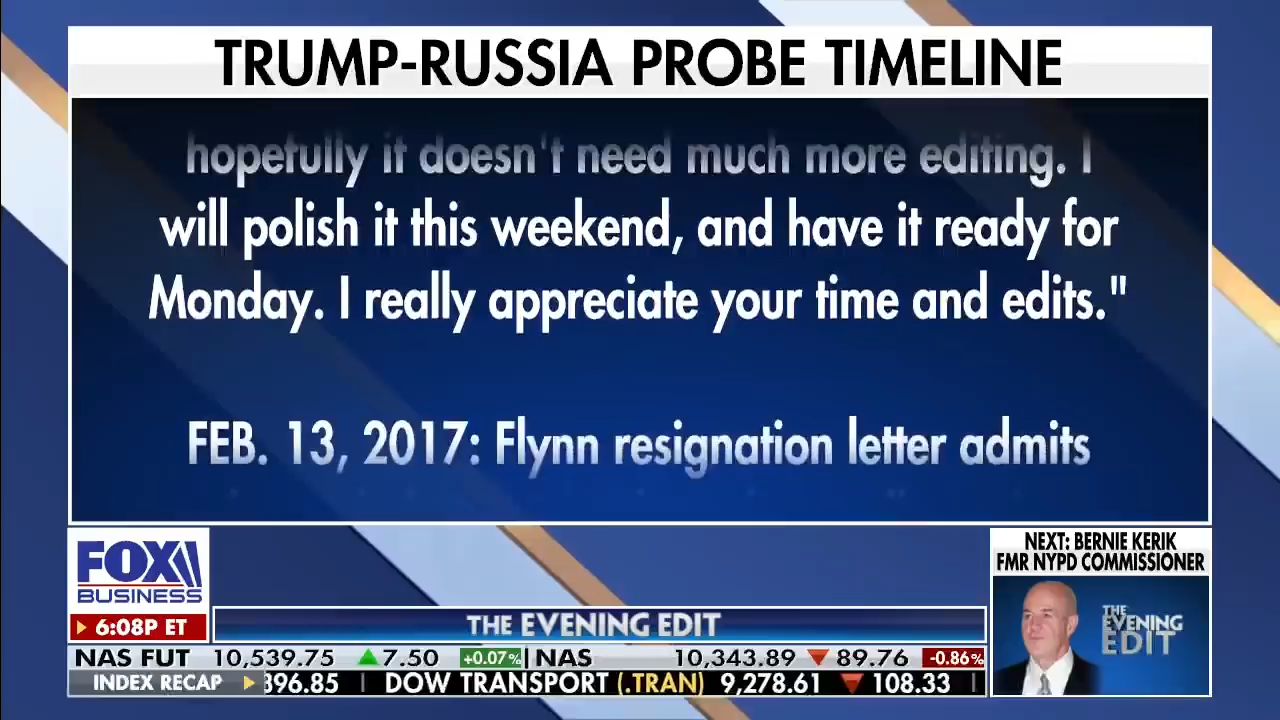 TRUMP-RUSSIA PROBE TIMELINE
hopefully it doesn't need much more editing. I
will polish it this weekend, and have it ready for
Monday. I really appreciate your time and edits."
FEB. 13, 2017: Flynn resignation letter admits
FOX
BUSINESS
6:08P ET
THE EVENING EDIT
NEXT: BERNIE KERIK
FMR NYPD COMMISSIONER
THE
EVENING
EDIT
NAS FUT 10,539.75 ▲7.50 +0.07% NAS 10,343.89 ▼89.76 -0.86%
INDEX RECAP 396.85 | DOW TRANSPORT (.TRAN) 9,278.61 ▼108.33 |